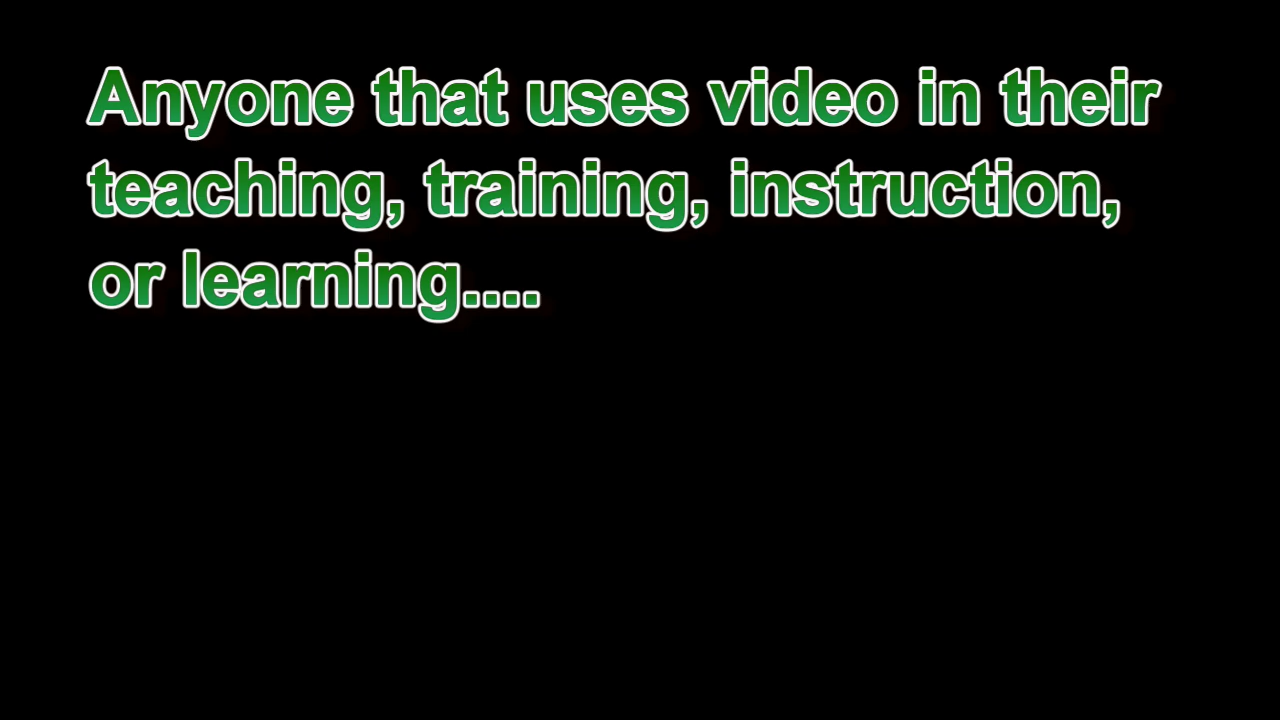 Anyone that uses video in their
teaching, training, instruction,
or learning....